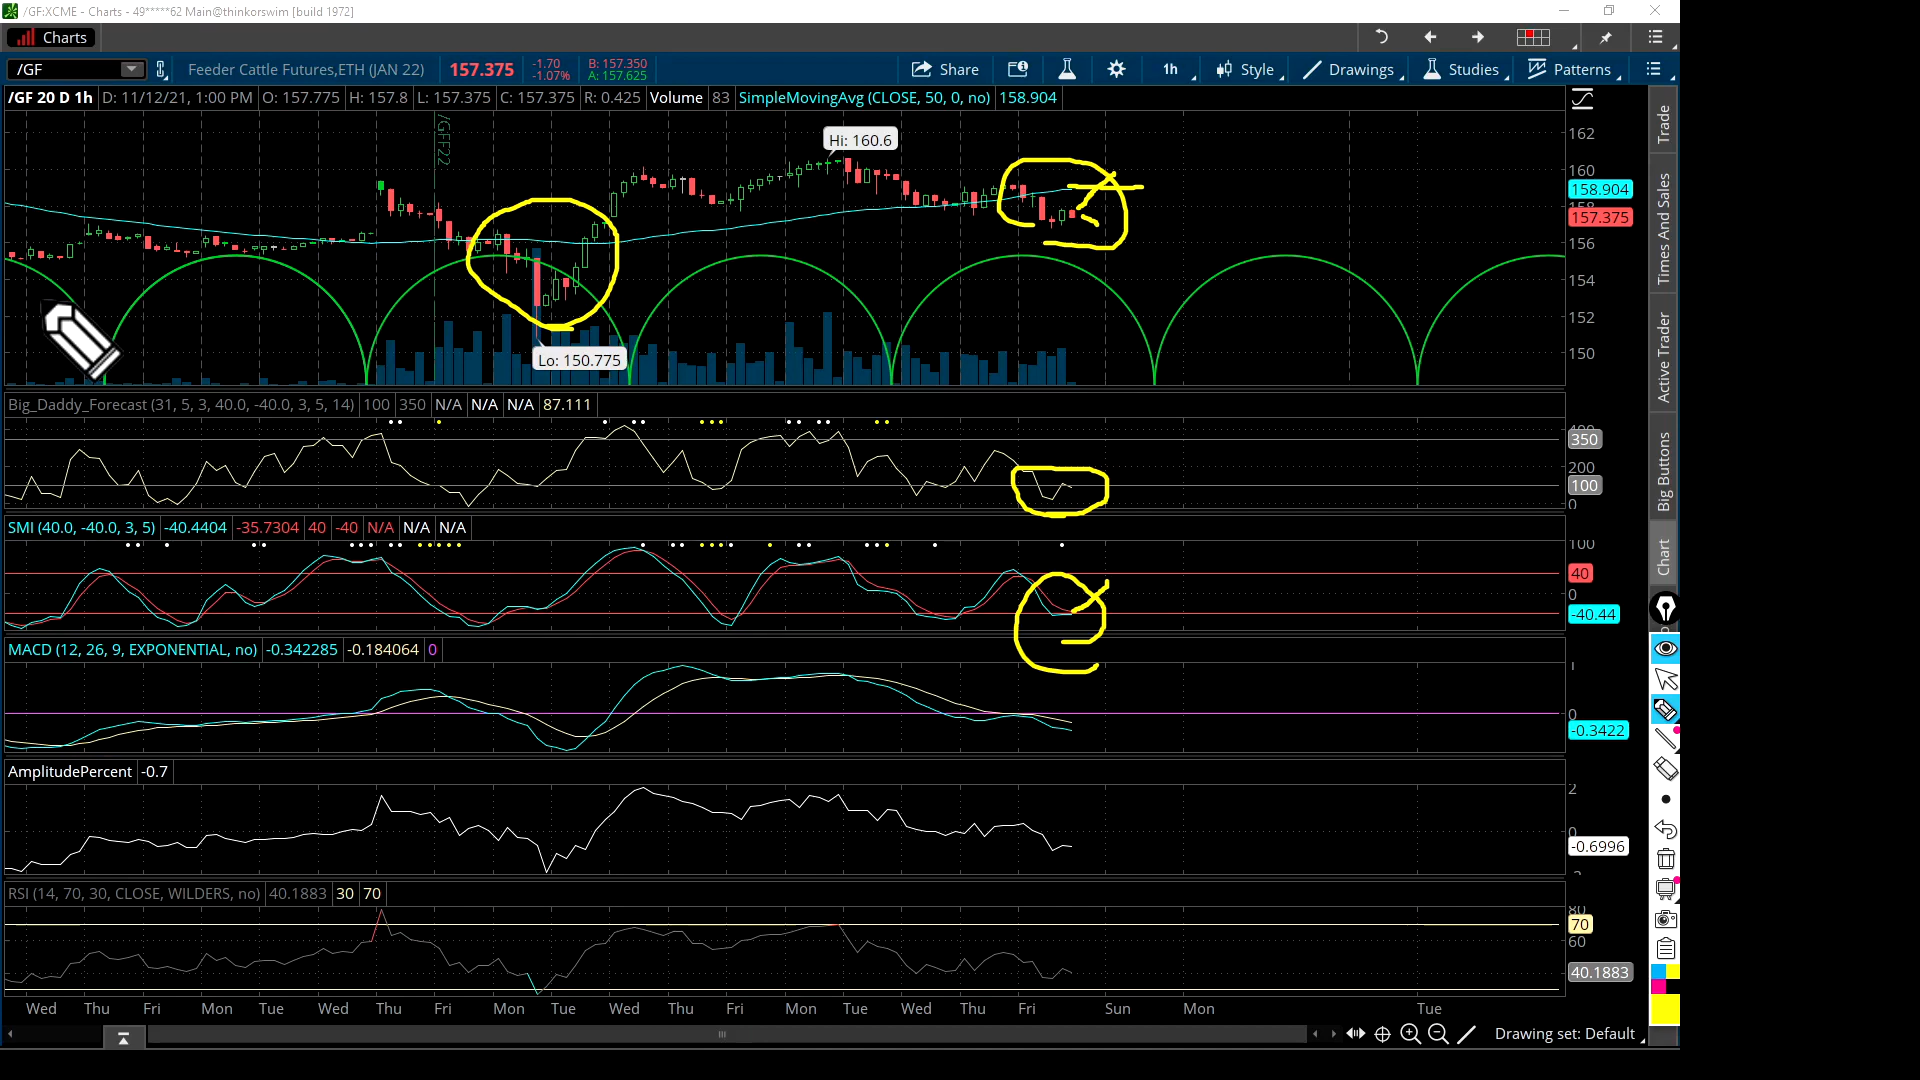 /GF:XCME - Charts - 49*****62 Main@thinkorswim [build 1972]
Charts
/GF Feeder Cattle Futures,ETH (JAN 22) 157.375 -1.70 -1.07% B: 157.350 A: 157.625 Share 1h Style Drawings Studies Patterns
/GF 20 D 1h D: 11/12/21, 1:00 PM O: 157.775 H: 157.8 L: 157.375 C: 157.375 R: 0.425 Volume 83 SimpleMovingAvg (CLOSE, 50, 0, no) 158.904
/GF22
Hi: 160.6
Lo: 150.775
162
160
158.904
158
157.375
156
154
152
150
Big_Daddy_Forecast (31, 5, 3, 40.0, -40.0, 3, 5, 14) 100 350 N/A N/A N/A 87.111
400
350
200
100
0
SMI (40.0, -40.0, 3, 5) -40.4404 -35.7304 40 -40 N/A N/A N/A
100
40
0
-40.44
MACD (12, 26, 9, EXPONENTIAL, no) -0.342285 -0.184064 0
1
0
-0.3422
AmplitudePercent -0.7
2
0
-0.6996
-2
RSI (14, 70, 30, CLOSE, WILDERS, no) 40.1883 30 70
80
70
60
40.1883
Wed Thu Fri Mon Tue Wed Thu Fri Mon Tue Wed Thu Fri Mon Tue Wed Thu Fri Sun Mon Tue
Drawing set: Default
Trade
Times And Sales
Active Trader
Big Buttons
Chart